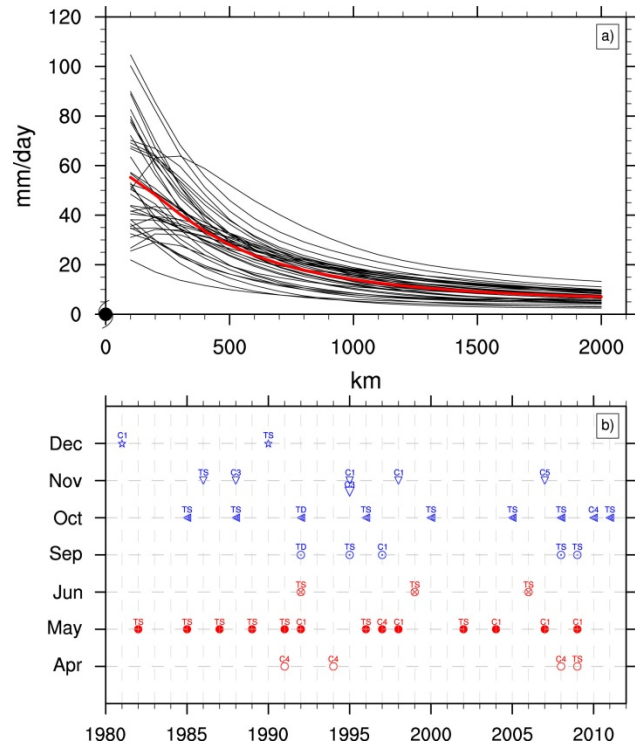 120
a)
100
80
60
40
20
0
mm/day
0 500 1000 1500 2000
km
b)
Dec C1 TS
Nov TS C3 C1 C1 C5
Oct TS TS TD TS TS TS TS C4 TS
Sep TD TS C1 TS TS
Jun TS TS TS
May TS TS TS TS TS C1 TS C4 C1 TS C1 C1 C1
Apr C4 C4 C4 TS
1980 1985 1990 1995 2000 2005 2010